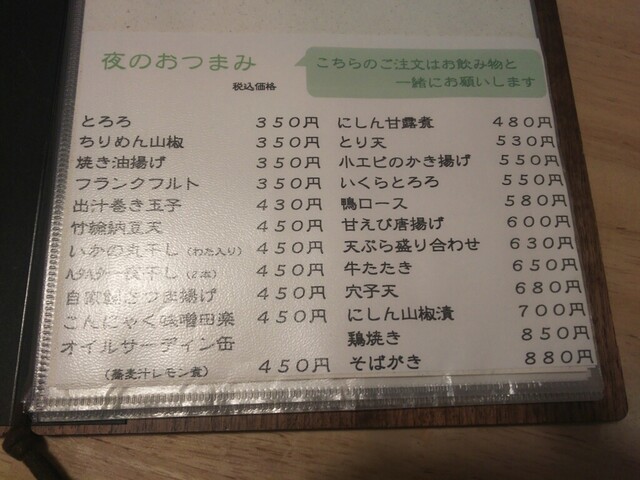 夜のおつまみ
税込価格
こちらのご注文はお飲み物と
一緒にお願いします
とろろ 350円
ちりめん山椒 350円
焼き油揚げ 350円
フランクフルト 350円
出汁巻き玉子 430円
竹輪納豆天 450円
いかの丸干し(わた入り) 450円
一夜干し(2本) 450円
自家製さつま揚げ 450円
こんにゃく味噌田楽 450円
オイルサーディン缶
(蕎麦汁レモン煮) 450円
にしん甘露煮 480円
とり天 530円
小エビのかき揚げ 550円
いくらとろろ 550円
鴨ロース 580円
甘えび唐揚げ 600円
天ぷら盛り合わせ 630円
牛たたき 650円
穴子天 680円
にしん山椒漬 700円
鶏焼き 850円
そばがき 880円